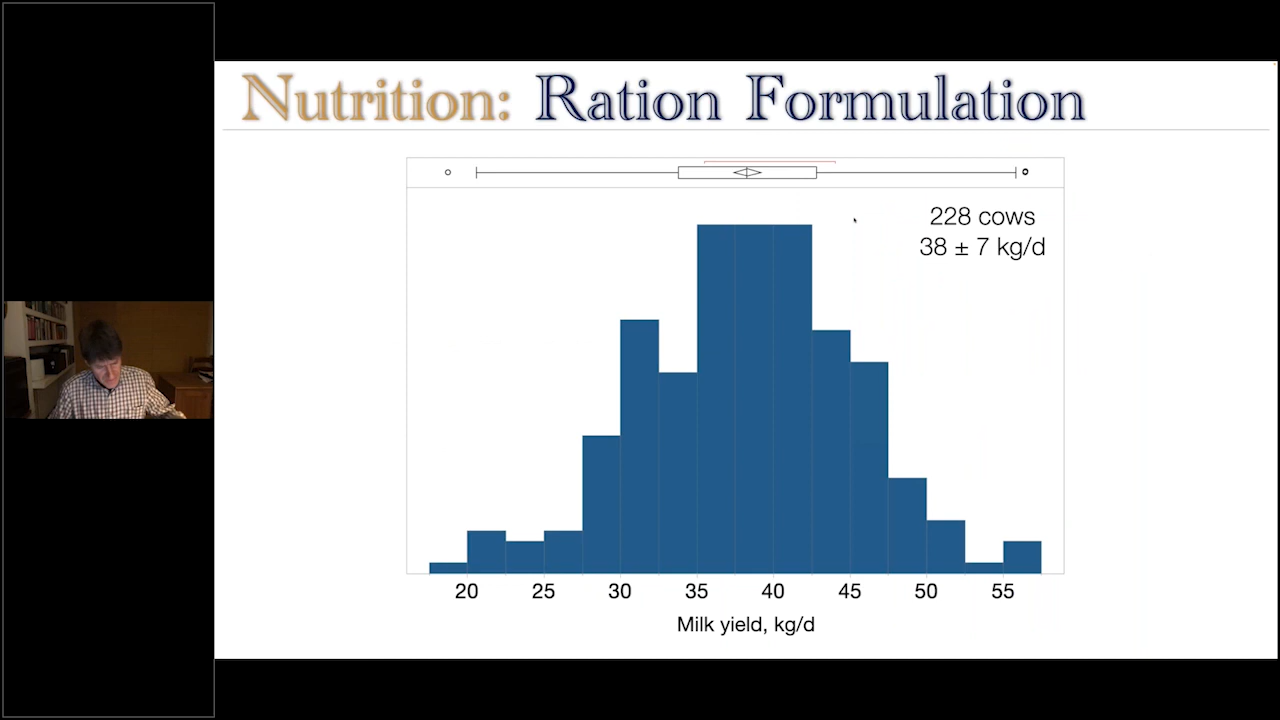 Nutrition: Ration Formulation
228 cows
38 ± 7 kg/d
20 25 30 35 40 45 50 55
Milk yield, kg/d